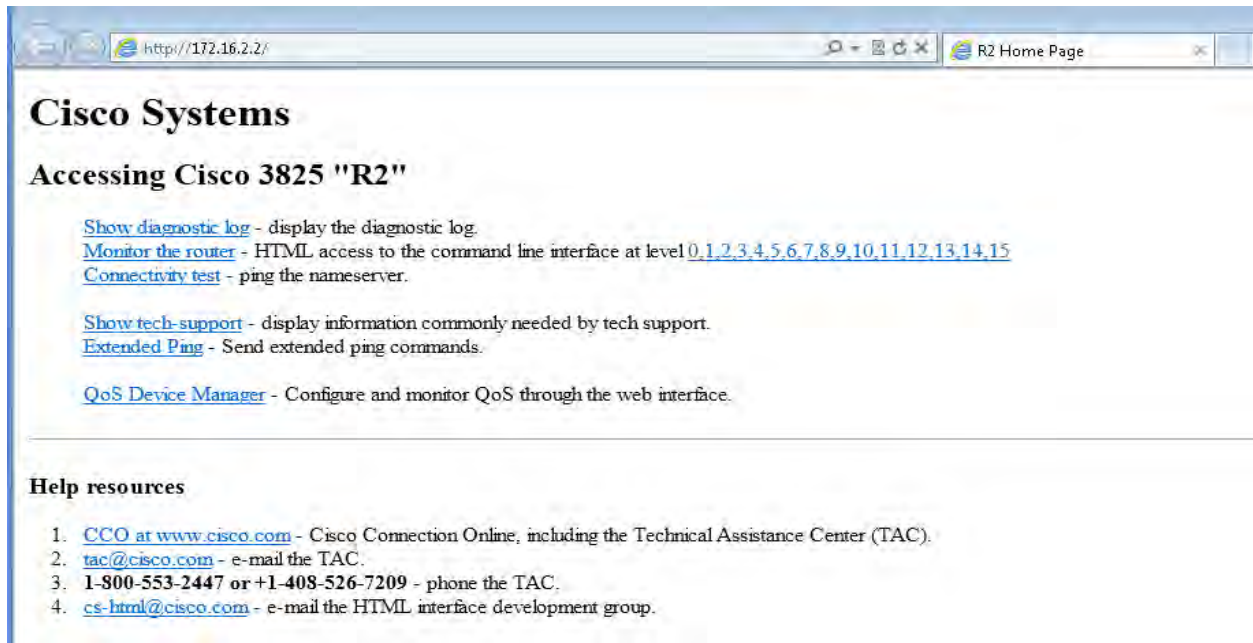 http://172.16.2.2/
R2 Home Page
Cisco Systems
Accessing Cisco 3825 "R2"
Show diagnostic log - display the diagnostic log.
Monitor the router - HTML access to the command line interface at level 0,1,2,3,4,5,6,7,8,9,10,11,12,13,14,15
Connectivity test - ping the nameserver.
Show tech-support - display information commonly needed by tech support.
Extended Ping - Send extended ping commands.
QoS Device Manager - Configure and monitor QoS through the web interface.
Help resources
1. CCO at www.cisco.com - Cisco Connection Online, including the Technical Assistance Center (TAC).
2. tac@cisco.com - e-mail the TAC.
3. 1-800-553-2447 or +1-408-526-7209 - phone the TAC.
4. cs-html@cisco.com - e-mail the HTML interface development group.